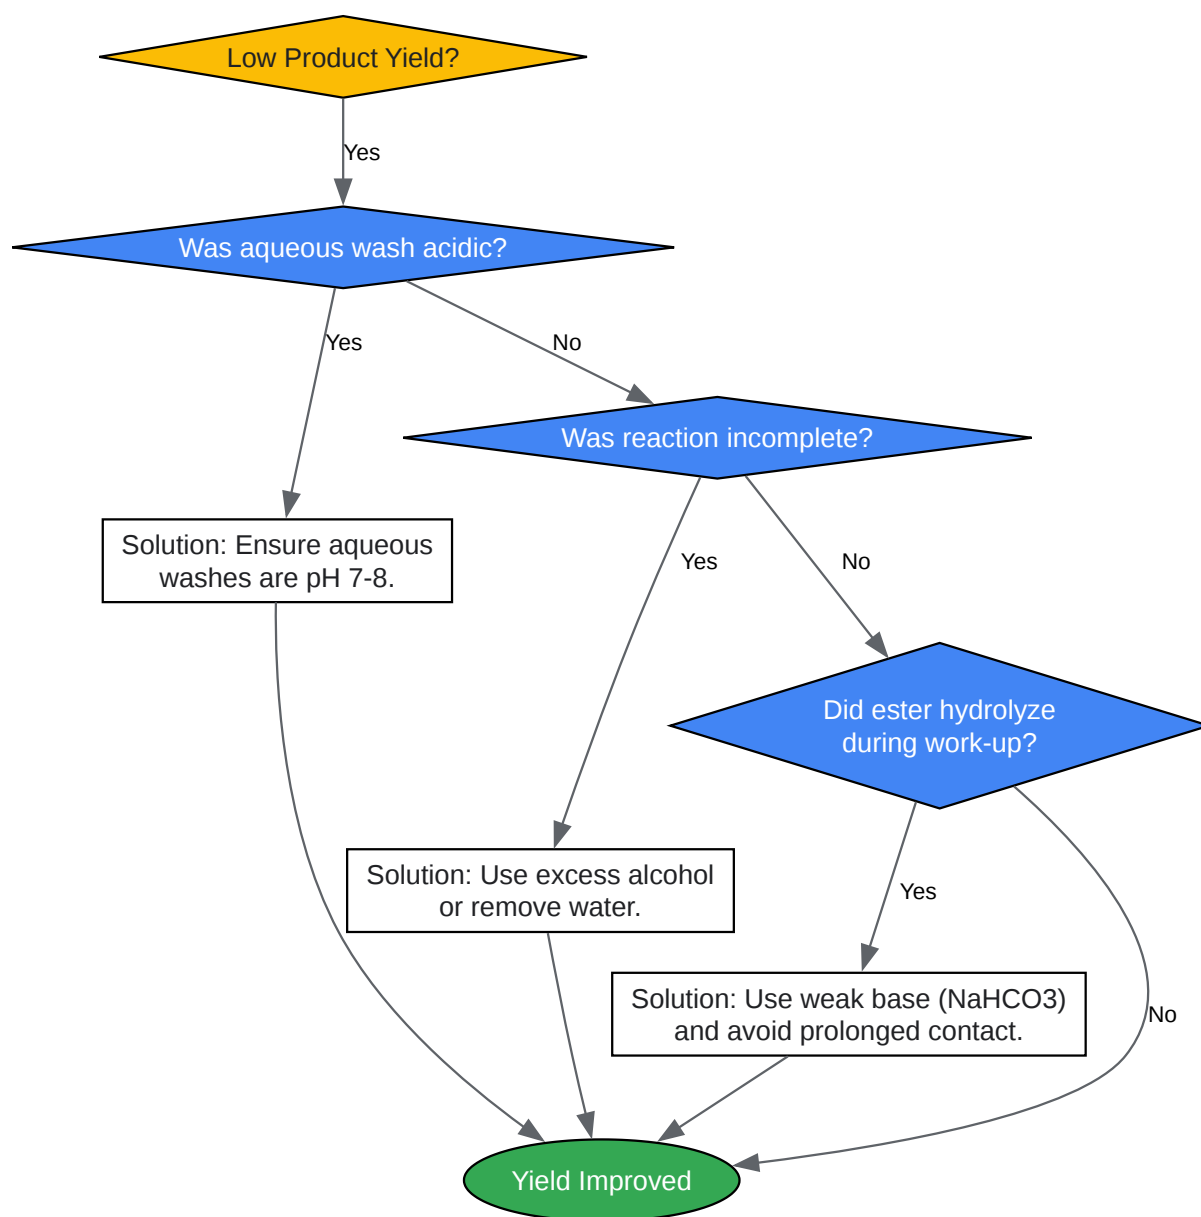 Low Product Yield?
Yes
Was aqueous wash acidic?
Yes
No
Was reaction incomplete?
Solution: Ensure aqueous
washes are pH 7-8.
Yes
No
Did ester hydrolyze
during work-up?
Solution: Use excess alcohol
or remove water.
Yes
Solution: Use weak base (NaHCO3)
and avoid prolonged contact.
No
Yield Improved